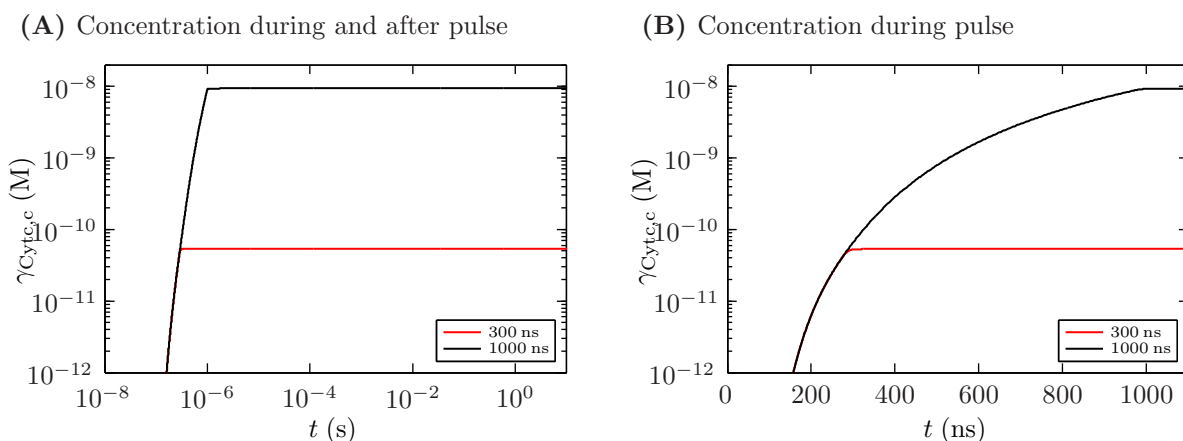 (A) Concentration during and after pulse
10⁻⁸
10⁻⁹
10⁻¹⁰
10⁻¹¹
10⁻¹²
γCytc,c (M)
300 ns
1000 ns
10⁻⁸
10⁻⁶
10⁻⁴
10⁻²
10⁰
t (s)
(B) Concentration during pulse
10⁻⁸
10⁻⁹
10⁻¹⁰
10⁻¹¹
10⁻¹²
γCytc,c (M)
300 ns
1000 ns
0
200
400
600
800
1000
t (ns)